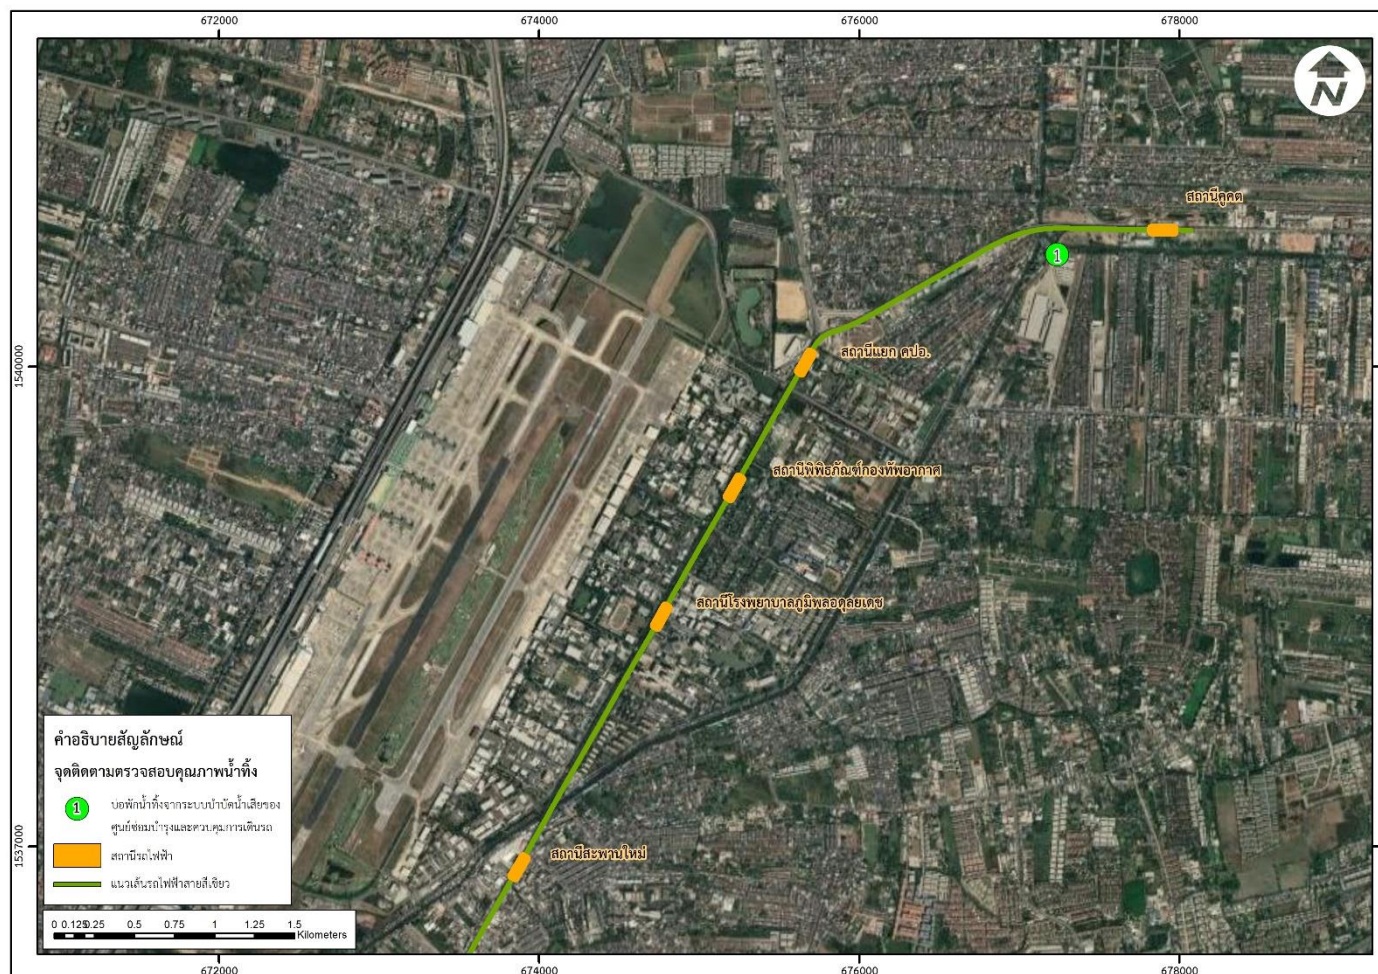 672000 674000 676000 678000
N
สถานีคูคต
1
สถานีแยก คปอ.
1540000
สถานีพิพิธภัณฑ์กองทัพอากาศ
สถานีโรงพยาบาลภูมิพลอดุลยเดช
สถานีสะพานใหม่
1537000
คำอธิบายสัญลักษณ์
จุดติดตามตรวจสอบคุณภาพน้ำทิ้ง
1 บ่อพักน้ำทิ้งจากระบบบำบัดน้ำเสียของ
ศูนย์ซ่อมบำรุงและควบคุมการเดินรถ
สถานีรถไฟฟ้า
แนวเส้นรถไฟฟ้าสายสีเขียว
0 0.125 0.25 0.5 0.75 1 1.25 1.5
Kilometers
672000 674000 676000 678000